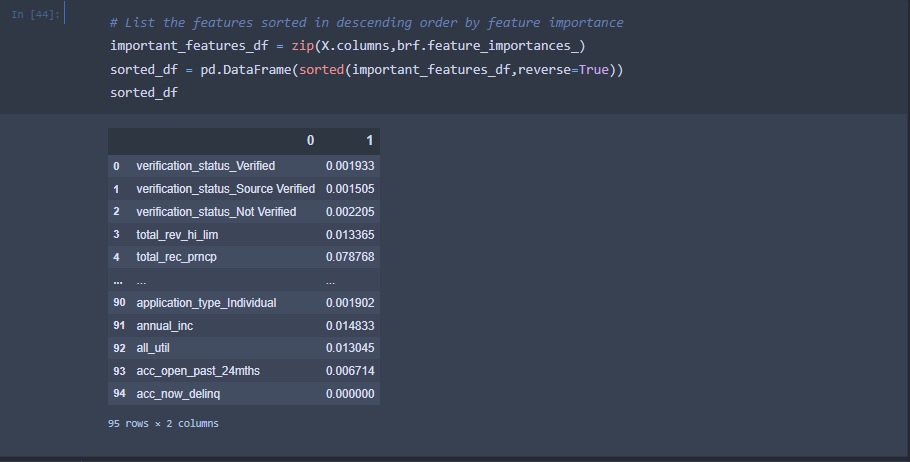 In [44]:
# List the features sorted in descending order by feature importance
important_features_df = zip(X.columns,brf.feature_importances_)
sorted_df = pd.DataFrame(sorted(important_features_df,reverse=True))
sorted_df
0 1
0 verification_status_Verified 0.001933
1 verification_status_Source Verified 0.001505
2 verification_status_Not Verified 0.002205
3 total_rev_hi_lim 0.013365
4 total_rec_prncp 0.078768
... ... ...
90 application_type_Individual 0.001902
91 annual_inc 0.014833
92 all_util 0.013045
93 acc_open_past_24mths 0.006714
94 acc_now_delinq 0.000000
95 rows × 2 columns